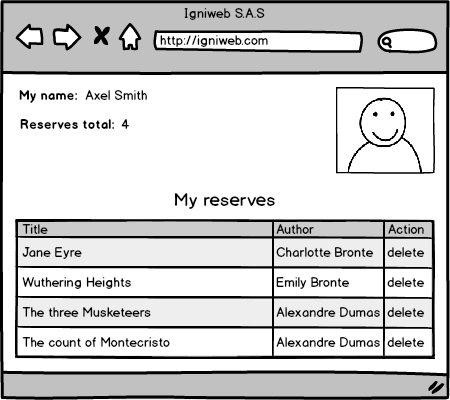 Igniweb S.A.S
http://igniweb.com
My name: Axel Smith
Reserves total: 4
My reserves
Title Author Action
Jane Eyre Charlotte Bronte delete
Wuthering Heights Emily Bronte delete
The three Musketeers Alexandre Dumas delete
The count of Montecristo Alexandre Dumas delete